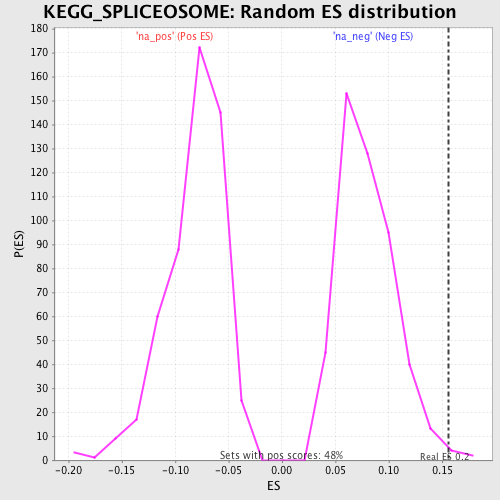 KEGG_SPLICEOSOME: Random ES distribution
'na_pos' (Pos ES)
'na_neg' (Neg ES)
180
170
160
150
140
130
120
110
100
90
80
70
60
50
40
30
20
10
0
P(ES)
Sets with pos scores: 48%
Real ES 0.2
-0.20 -0.15 -0.10 -0.05 0.00 0.05 0.10 0.15
ES